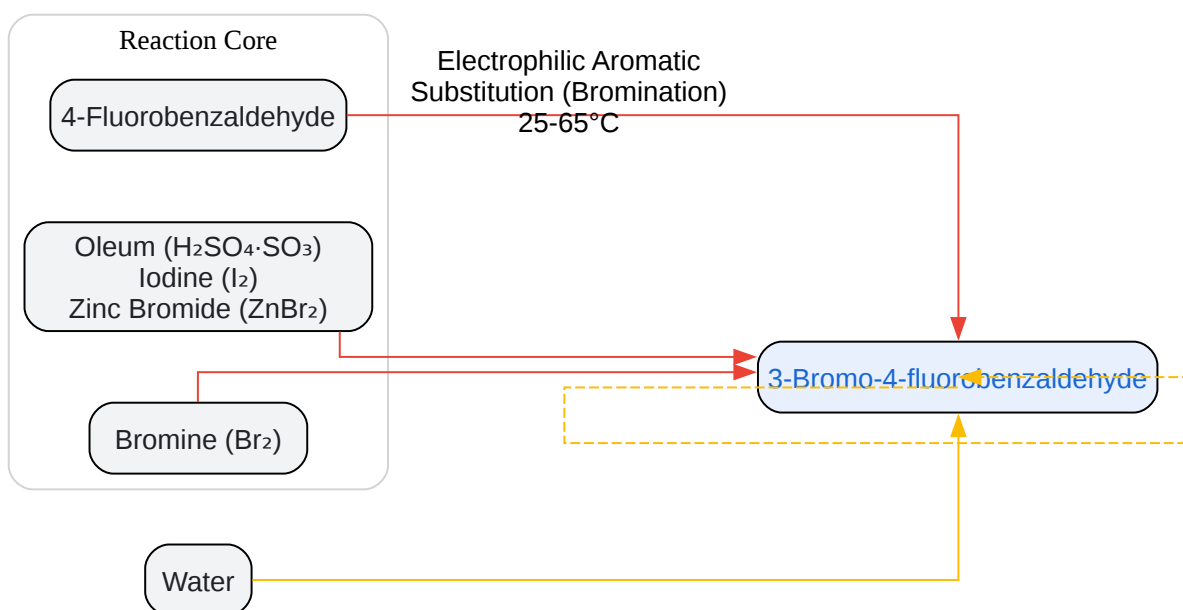 Reaction Core
4-Fluorobenzaldehyde
Electrophilic Aromatic
Substitution (Bromination)
25-65°C
Oleum (H₂SO₄·SO₃)
Iodine (I₂)
Zinc Bromide (ZnBr₂)
3-Bromo-4-fluorobenzaldehyde
Bromine (Br₂)
Water